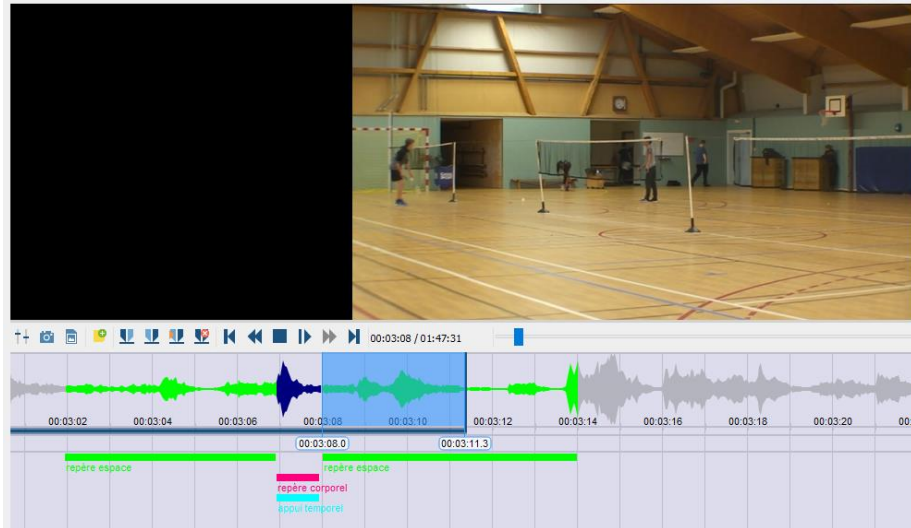 00:03:08 / 01:47:31
00:03:02 00:03:04 00:03:06 00:03:08 00:03:10 00:03:12 00:03:14 00:03:16 00:03:18 00:03:20 00:
00:03:08.0 00:03:11.3
repère espace repère espace
repère corporel
appui temporel